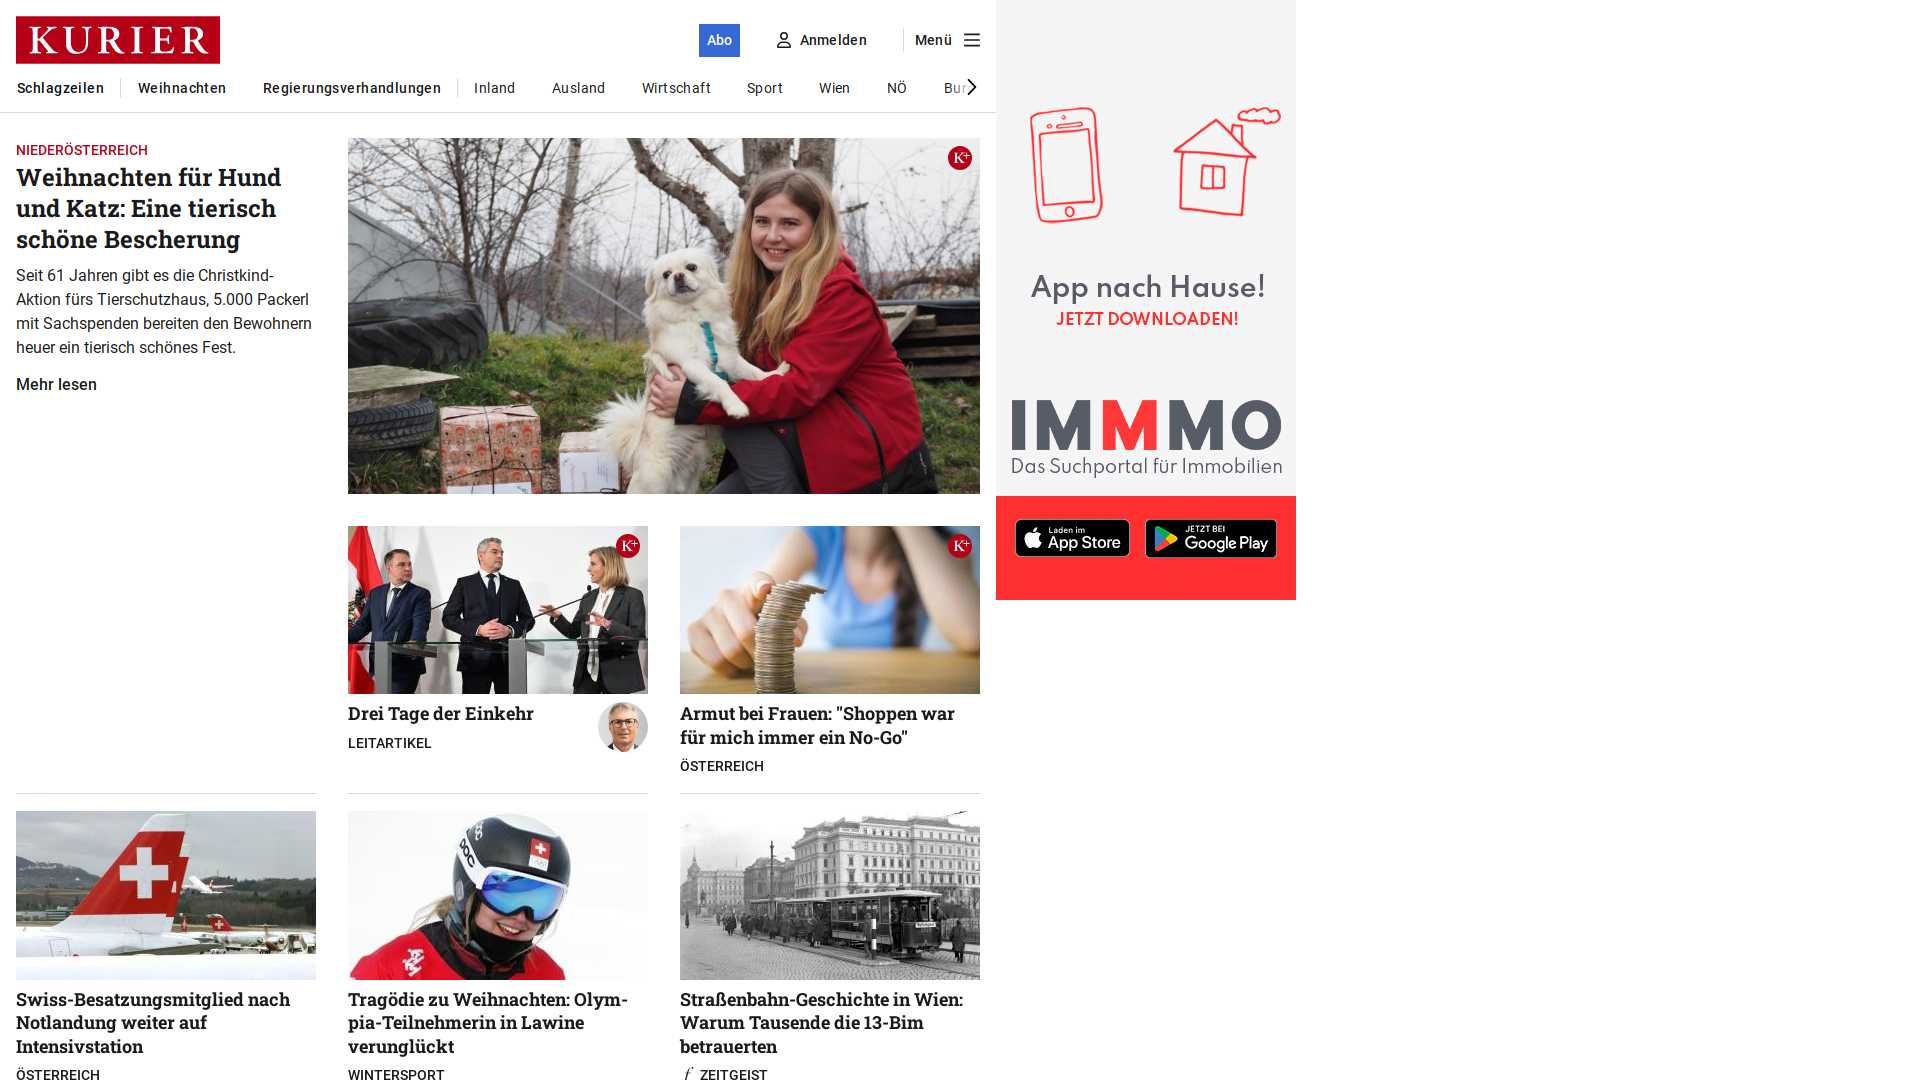 KURIER
Abo
Anmelden
Menü
Schlagzeilen
Weihnachten
Regierungsverhandlungen
Inland
Ausland
Wirtschaft
Sport
Wien
NÖ
NIEDERÖSTERREICH
Weihnachten für Hund
und Katz: Eine tierisch
schöne Bescherung
Seit 61 Jahren gibt es die Christkind-
Aktion fürs Tierschutzhaus, 5.000 Packerl
mit Sachspenden bereiten den Bewohnern
heuer ein tierisch schönes Fest.
Mehr lesen
K+
K+
K+
Drei Tage der Einkehr
LEITARTIKEL
Armut bei Frauen: "Shoppen war
für mich immer ein No-Go"
ÖSTERREICH
Swiss-Besatzungsmitglied nach
Notlandung weiter auf
Intensivstation
ÖSTERREICH
POC
Tragödie zu Weihnachten: Olym-
pia-Teilnehmerin in Lawine
verunglückt
WINTERSPORT
Straßenbahn-Geschichte in Wien:
Warum Tausende die 13-Bim
betrauerten
f ZEITGEIST
App nach Hause!
JETZT DOWNLOADEN!
IMMMO
Das Suchportal für Immobilien
Laden im
App Store
JETZT BEI
Google Play